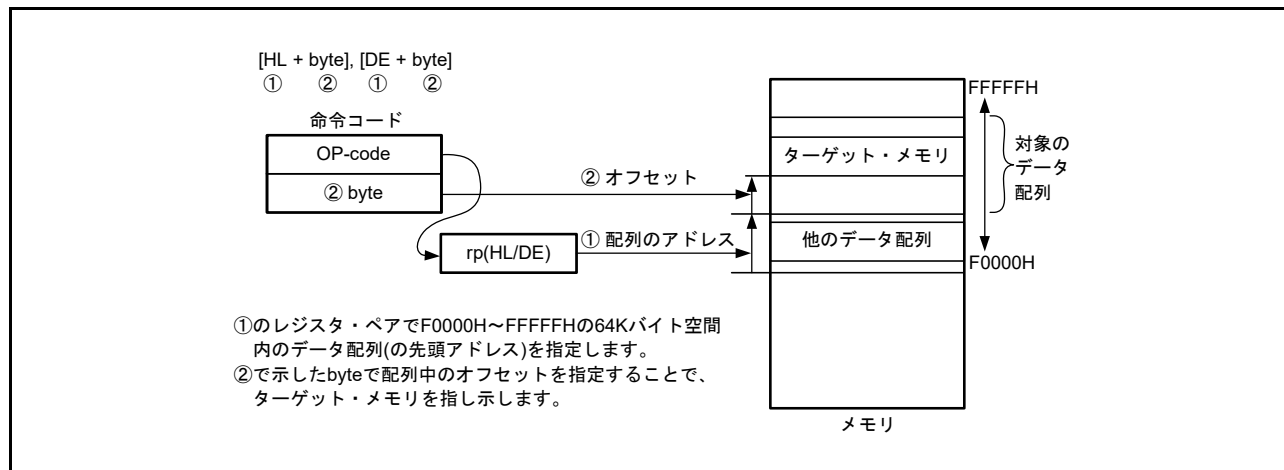 [HL + byte], [DE + byte]
① ② ① ②
命令コード
OP-code
② byte
rp(HL/DE)
② オフセット
① 配列のアドレス
FFFFFH
ターゲット・メモリ
対象の
データ
配列
他のデータ配列
F0000H
メモリ
①のレジスタ・ペアでF0000H～FFFFFHの64Kバイト空間
内のデータ配列(の先頭アドレス)を指定します。
②で示したbyteで配列中のオフセットを指定することで、
ターゲット・メモリを指し示します。